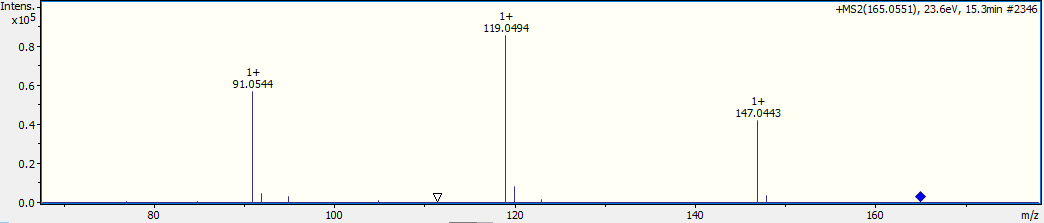 Intens.
x10⁵
+MS2(165.0551), 23.6eV, 15.3min #2346
1+
119.0494
1+
91.0544
1+
147.0443
0.8
0.6
0.4
0.2
0.0
80 100 120 140 160 m/z